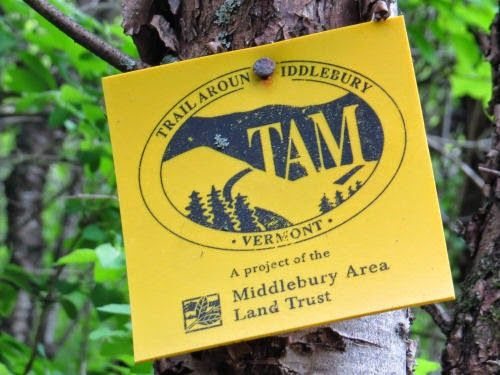 TRAIL AROUN IDDLEBURY
TAM
· VERMONT ·
A project of the
Middlebury Area
Land Trust